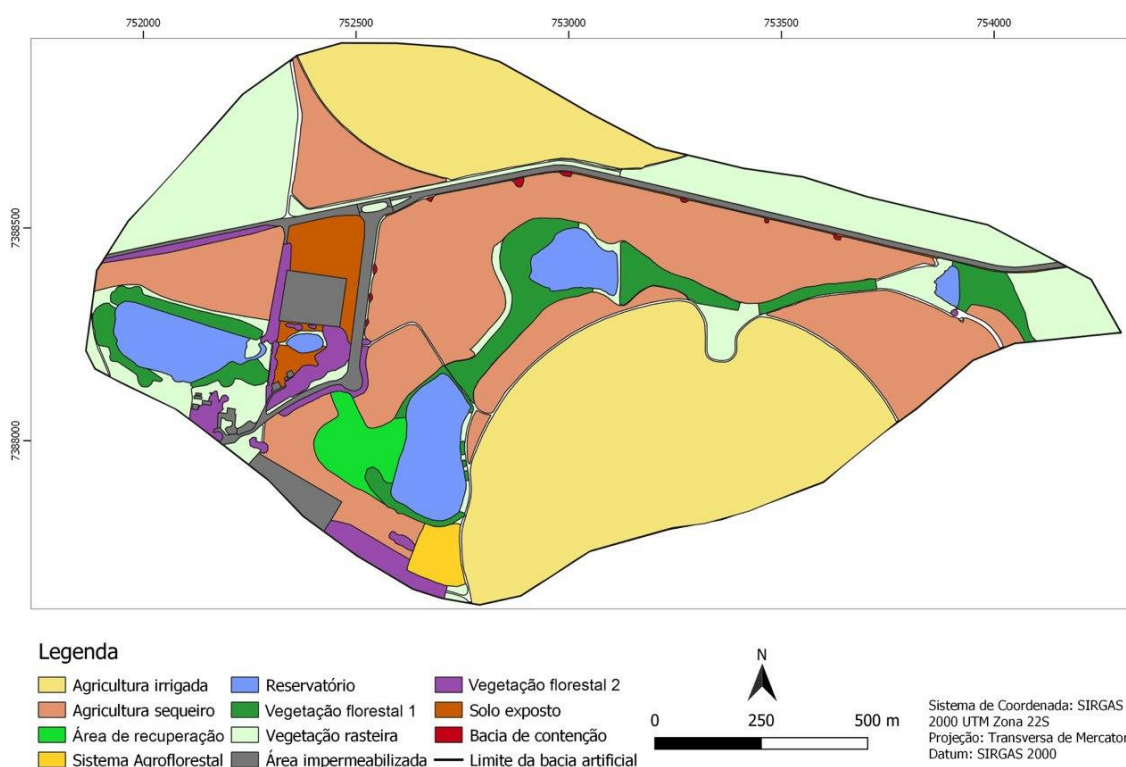 752000 752500 753000 753500 754000
7388500
7388000
Legenda
Agricultura irrigada
Agricultura sequeiro
Área de recuperação
Sistema Agroflorestal
Reservatório
Vegetação florestal 1
Vegetação rasteira
Área impermeabilizada
Vegetação florestal 2
Solo exposto
Bacia de contenção
Limite da bacia artificial
N
0 250 500 m
Sistema de Coordenada: SIRGAS
2000 UTM Zona 22S
Projeção: Transversa de Mercator
Datum: SIRGAS 2000